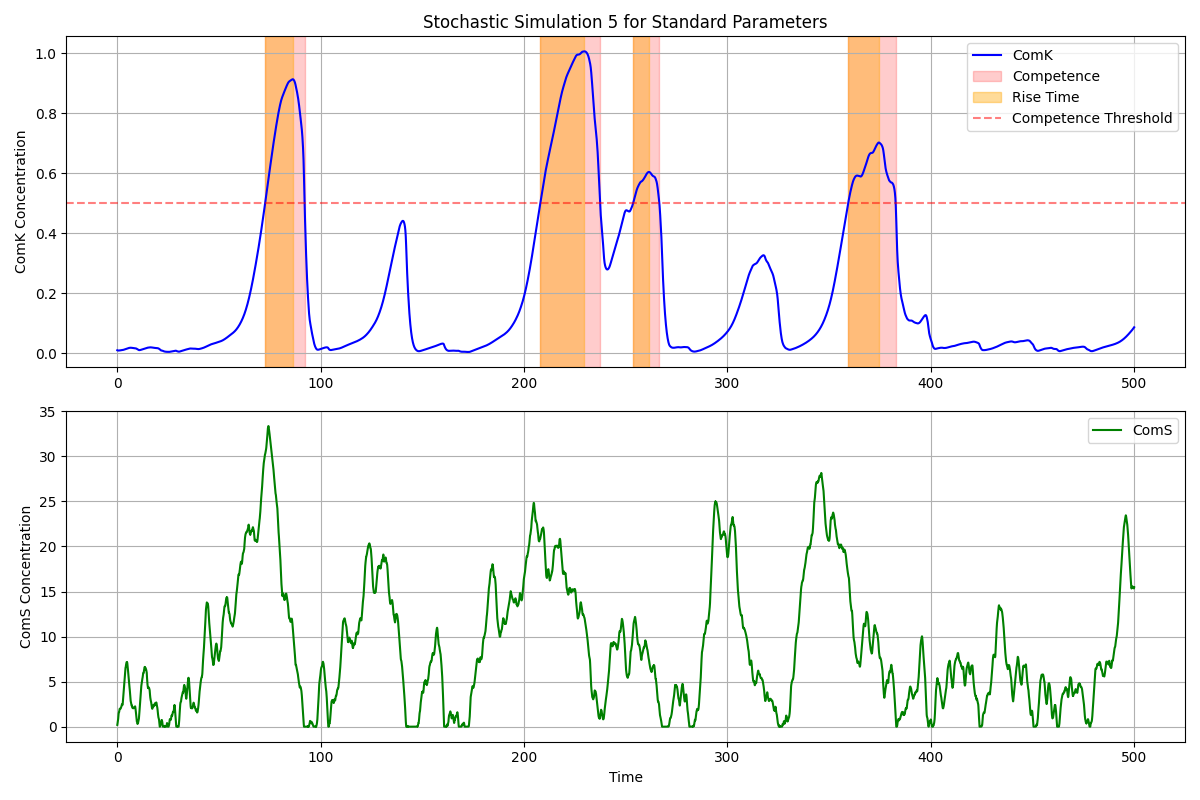 Stochastic Simulation 5 for Standard Parameters
ComK Concentration
1.0
0.8
0.6
0.4
0.2
0.0
ComK
Competence
Rise Time
Competence Threshold
0 100 200 300 400 500
ComS Concentration
35
30
25
20
15
10
5
0
ComS
0 100 200 300 400 500
Time